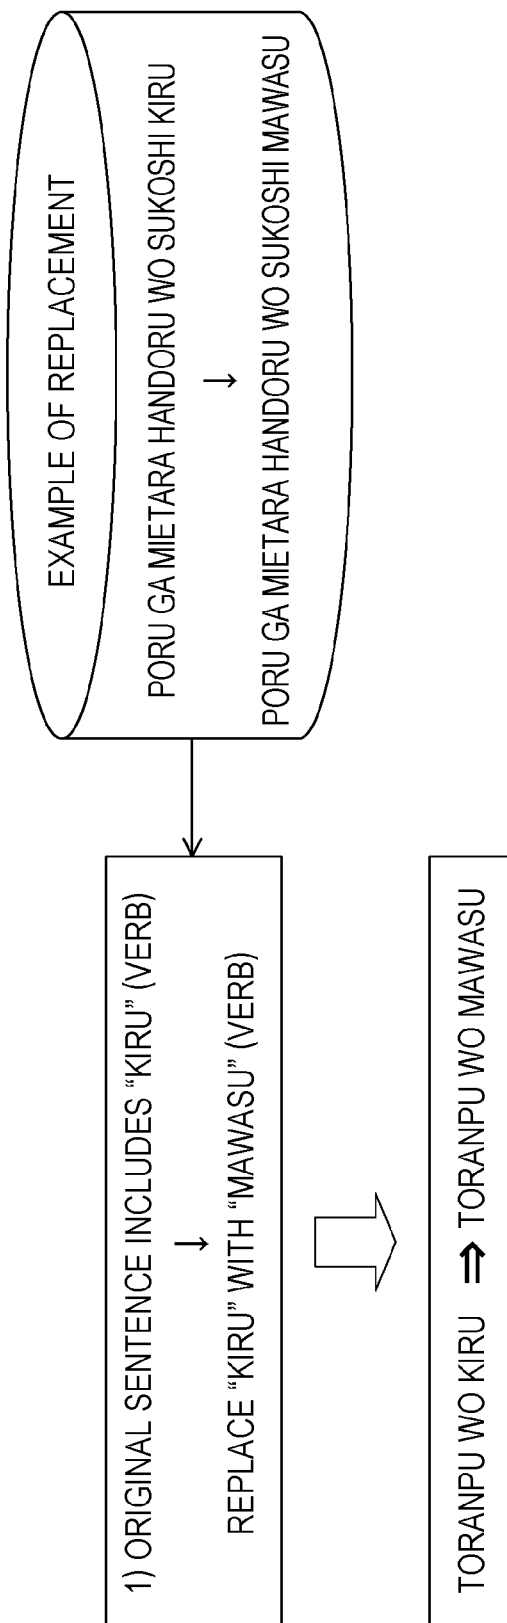 EXAMPLE OF REPLACEMENT
PORU GA MIETARA HANDORU WO SUKOSHI KIRU
↓
PORU GA MIETARA HANDORU WO SUKOSHI MAWASU
1) ORIGINAL SENTENCE INCLUDES “KIRU” (VERB)
↓
REPLACE “KIRU” WITH “MAWASU” (VERB)
TORANPU WO KIRU ⇒ TORANPU WO MAWASU